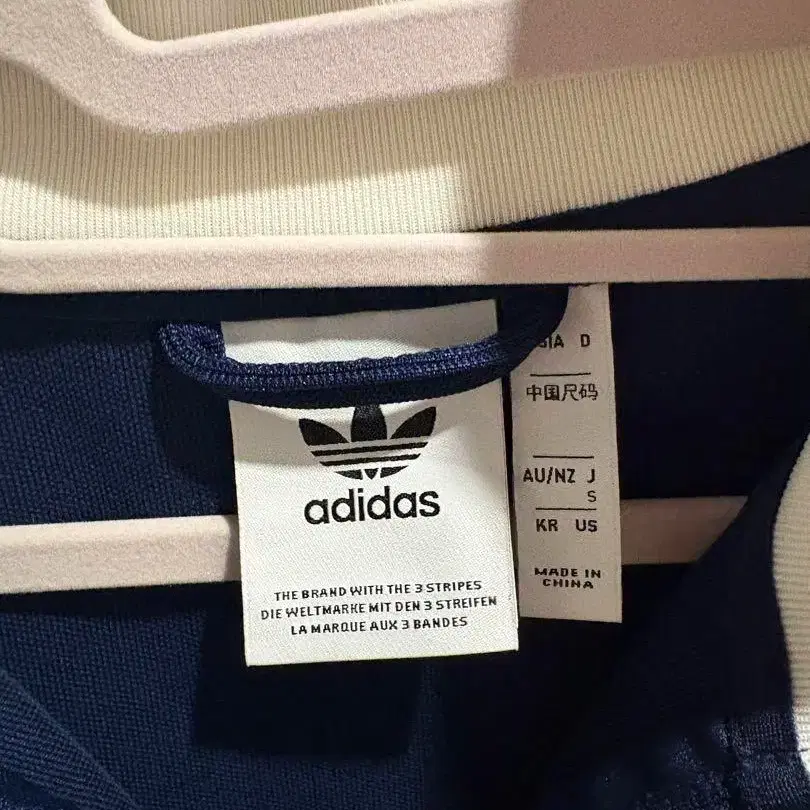 adidas
THE BRAND WITH THE 3 STRIPES
DIE WELTMARKE MIT DEN 3 STREIFEN
LA MARQUE AUX 3 BANDES
D
中国尺码
AU/NZ J
S
KR US
MADE IN
CHINA